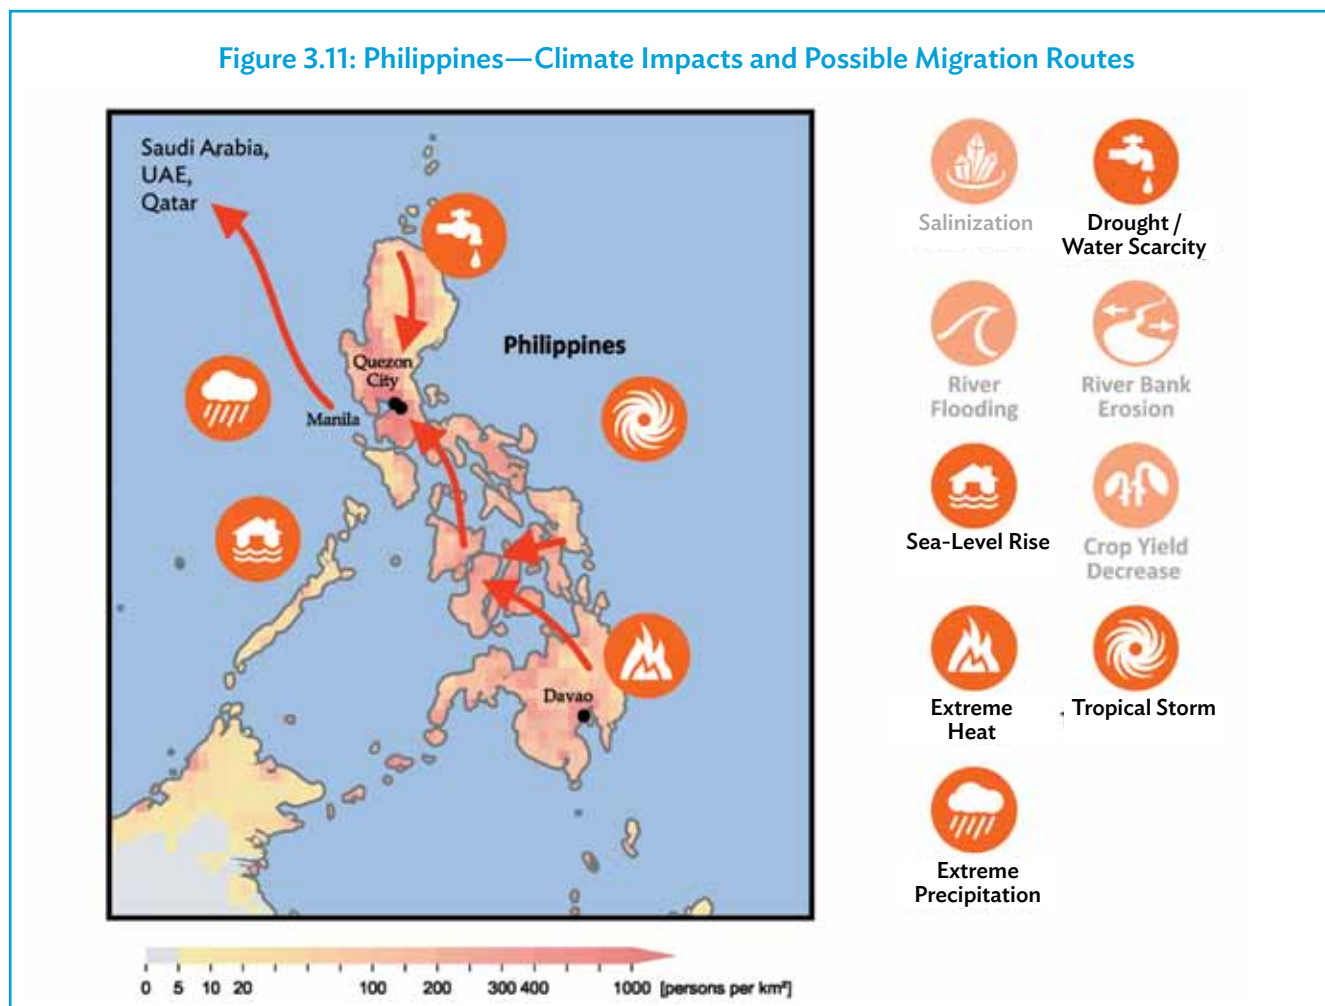 Figure 3.11: Philippines—Climate Impacts and Possible Migration Routes
Saudi Arabia,
UAE,
Qatar
Philippines
Quezon
City
Manila
Davao
Salinization
Drought /
Water Scarcity
River
Flooding
River Bank
Erosion
Sea-Level Rise
Crop Yield
Decrease
Extreme
Heat
Tropical Storm
Extreme
Precipitation
0 5 10 20 100 200 300 400 1000 [persons per km²]